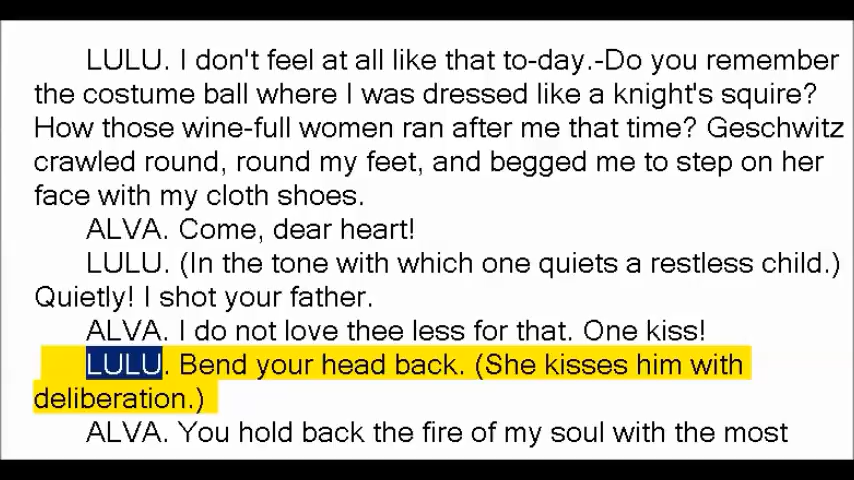 LULU. I don't feel at all like that to-day.-Do you remember
the costume ball where I was dressed like a knight's squire?
How those wine-full women ran after me that time? Geschwitz
crawled round, round my feet, and begged me to step on her
face with my cloth shoes.
ALVA. Come, dear heart!
LULU. (In the tone with which one quiets a restless child.)
Quietly! I shot your father.
ALVA. I do not love thee less for that. One kiss!
LULU. Bend your head back. (She kisses him with
deliberation.)
ALVA. You hold back the fire of my soul with the most